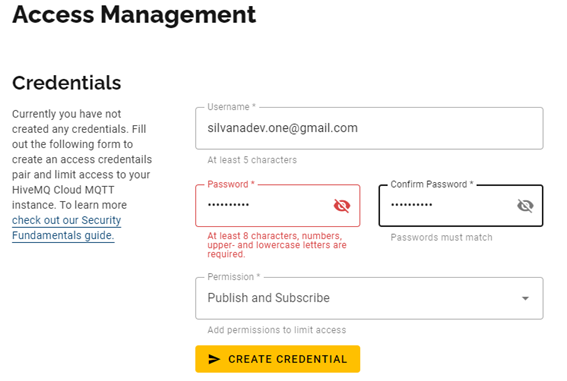 Access Management
Credentials
Currently you have not
created any credentials. Fill
out the following form to
create an access credentails
pair and limit access to your
HiveMQ Cloud MQTT
instance. To learn more
check out our Security
Fundamentals guide.
Username *
silvanadev.one@gmail.com
At least 5 characters
Password *
••••••••••
At least 8 characters, numbers,
upper- and lowercase letters are
required.
Confirm Password *
••••••••••
Passwords must match
Permission *
Publish and Subscribe
Add permissions to limit access
CREATE CREDENTIAL